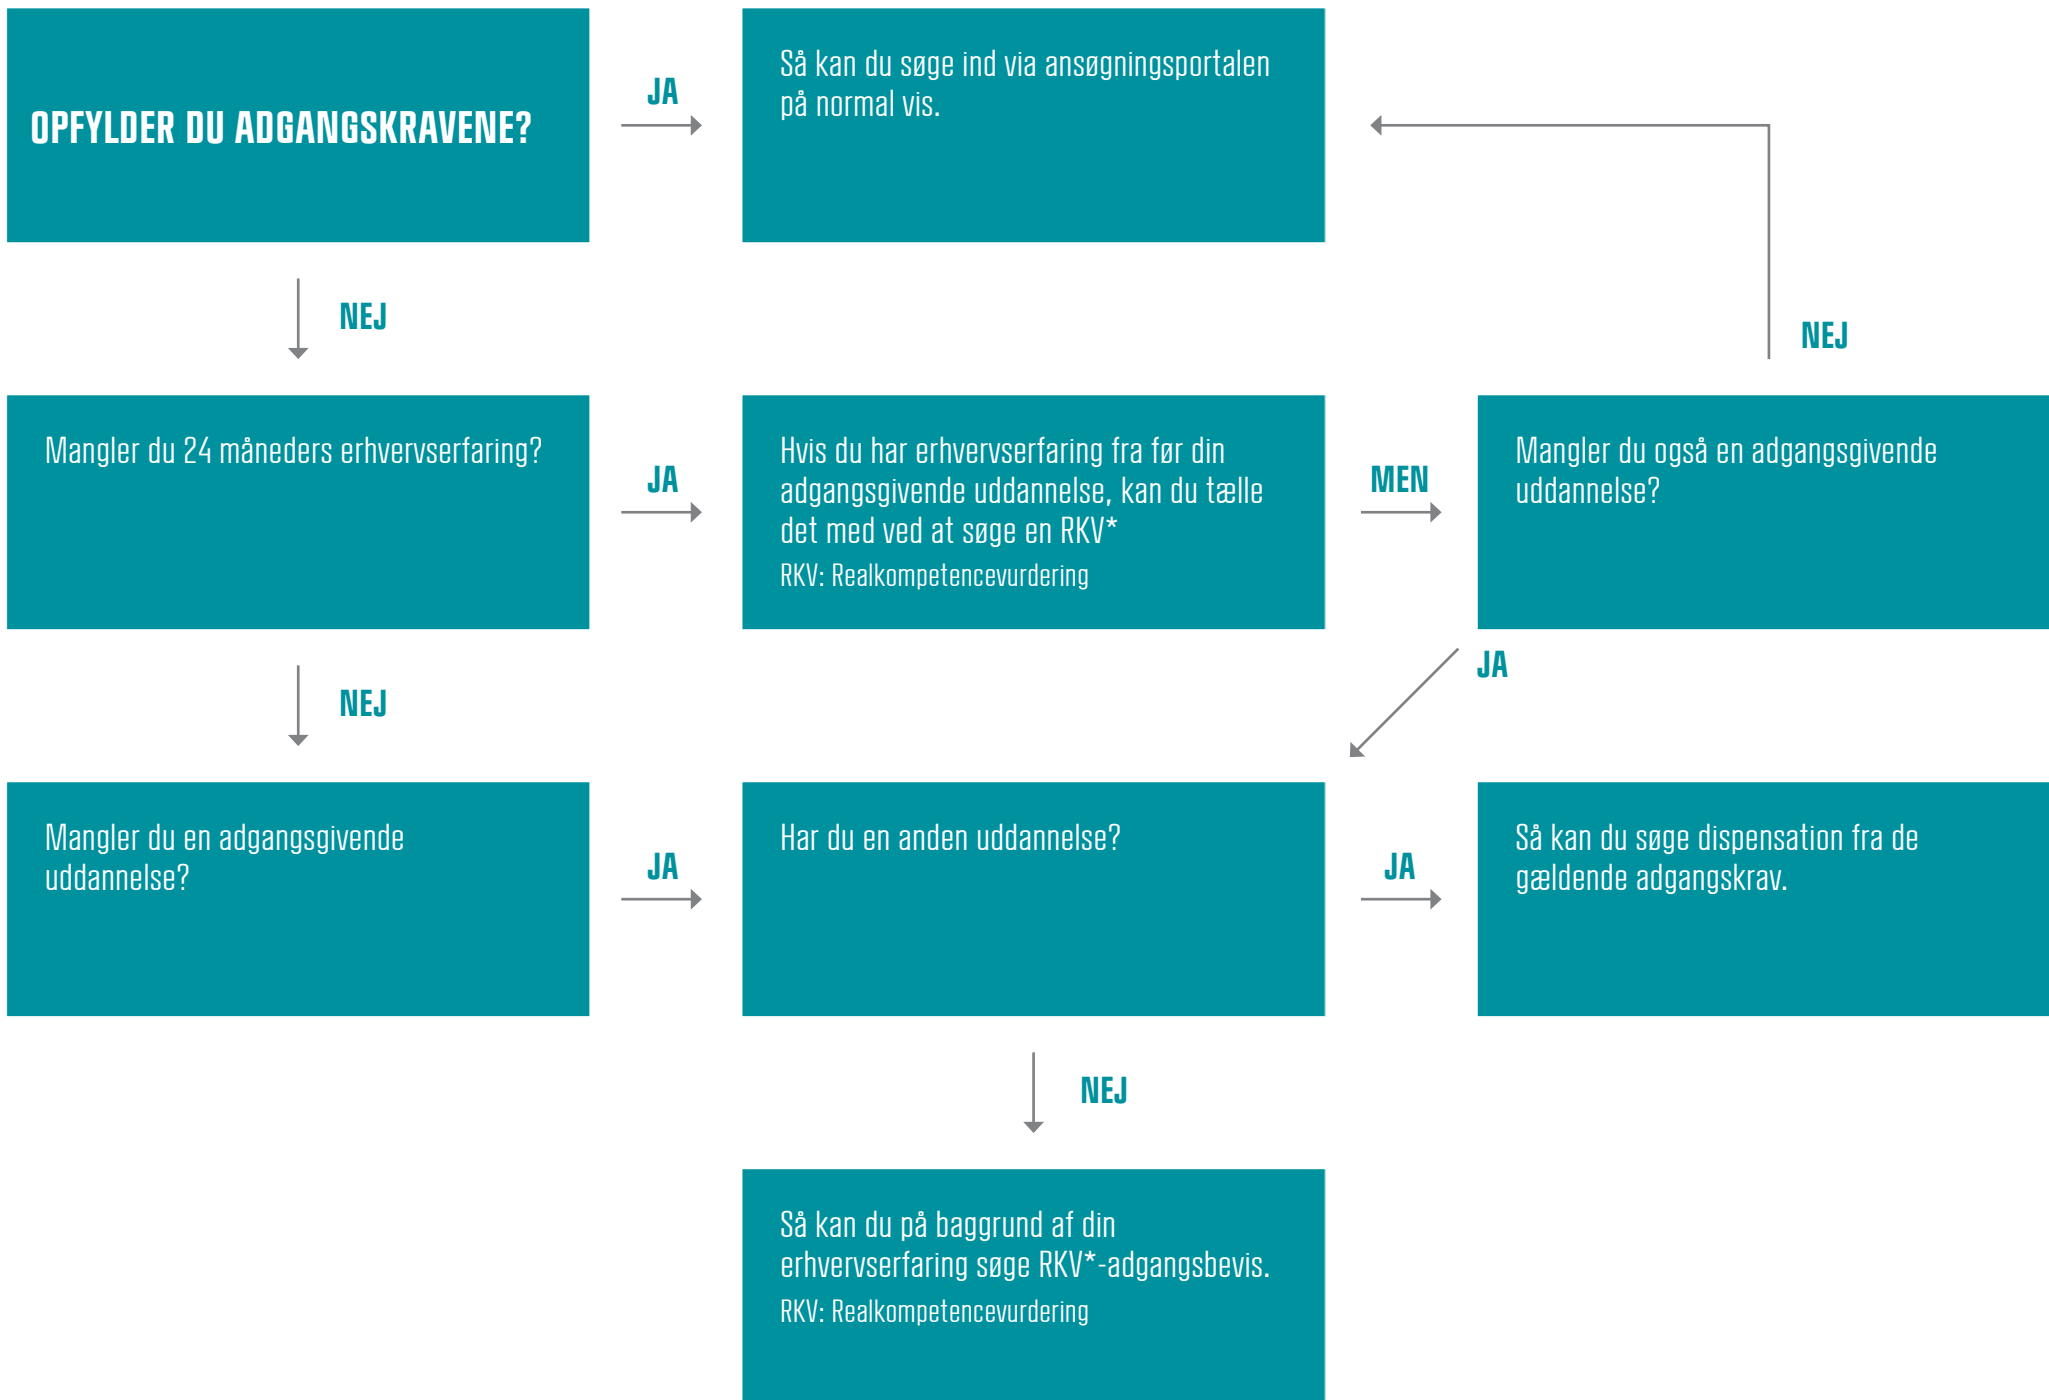 OPFYLDER DU ADGANGSKRAVENE?
JA
Så kan du søge ind via ansøgningsportalen
på normal vis.
NEJ
NEJ
Mangler du 24 måneders erhvervserfaring?
JA
Hvis du har erhvervserfaring fra før din
adgangsgivende uddannelse, kan du tælle
det med ved at søge en RKV*
RKV: Realkompetencevurdering
MEN
Mangler du også en adgangsgivende
uddannelse?
NEJ
JA
Mangler du en adgangsgivende
uddannelse?
JA
Har du en anden uddannelse?
JA
Så kan du søge dispensation fra de
gældende adgangskrav.
NEJ
Så kan du på baggrund af din
erhvervserfaring søge RKV*-adgangsbevis.
RKV: Realkompetencevurdering